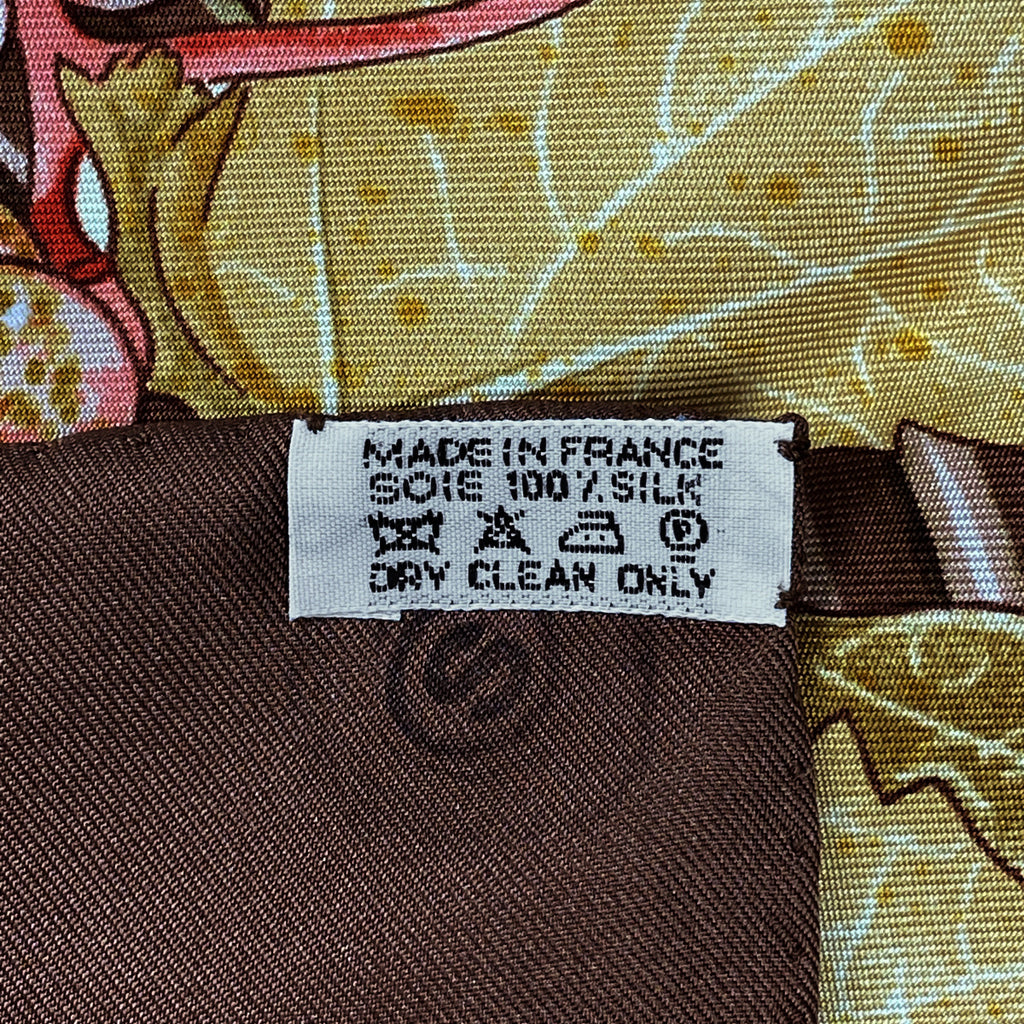 MADE IN FRANCE
SOIE 100% SILK
P
DRY CLEAN ONLY
S